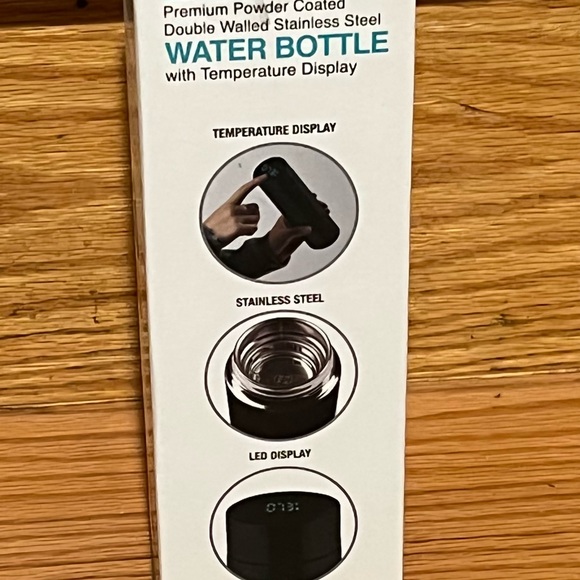 Premium Powder Coated
Double Walled Stainless Steel
WATER BOTTLE
with Temperature Display
TEMPERATURE DISPLAY
STAINLESS STEEL
LED DISPLAY